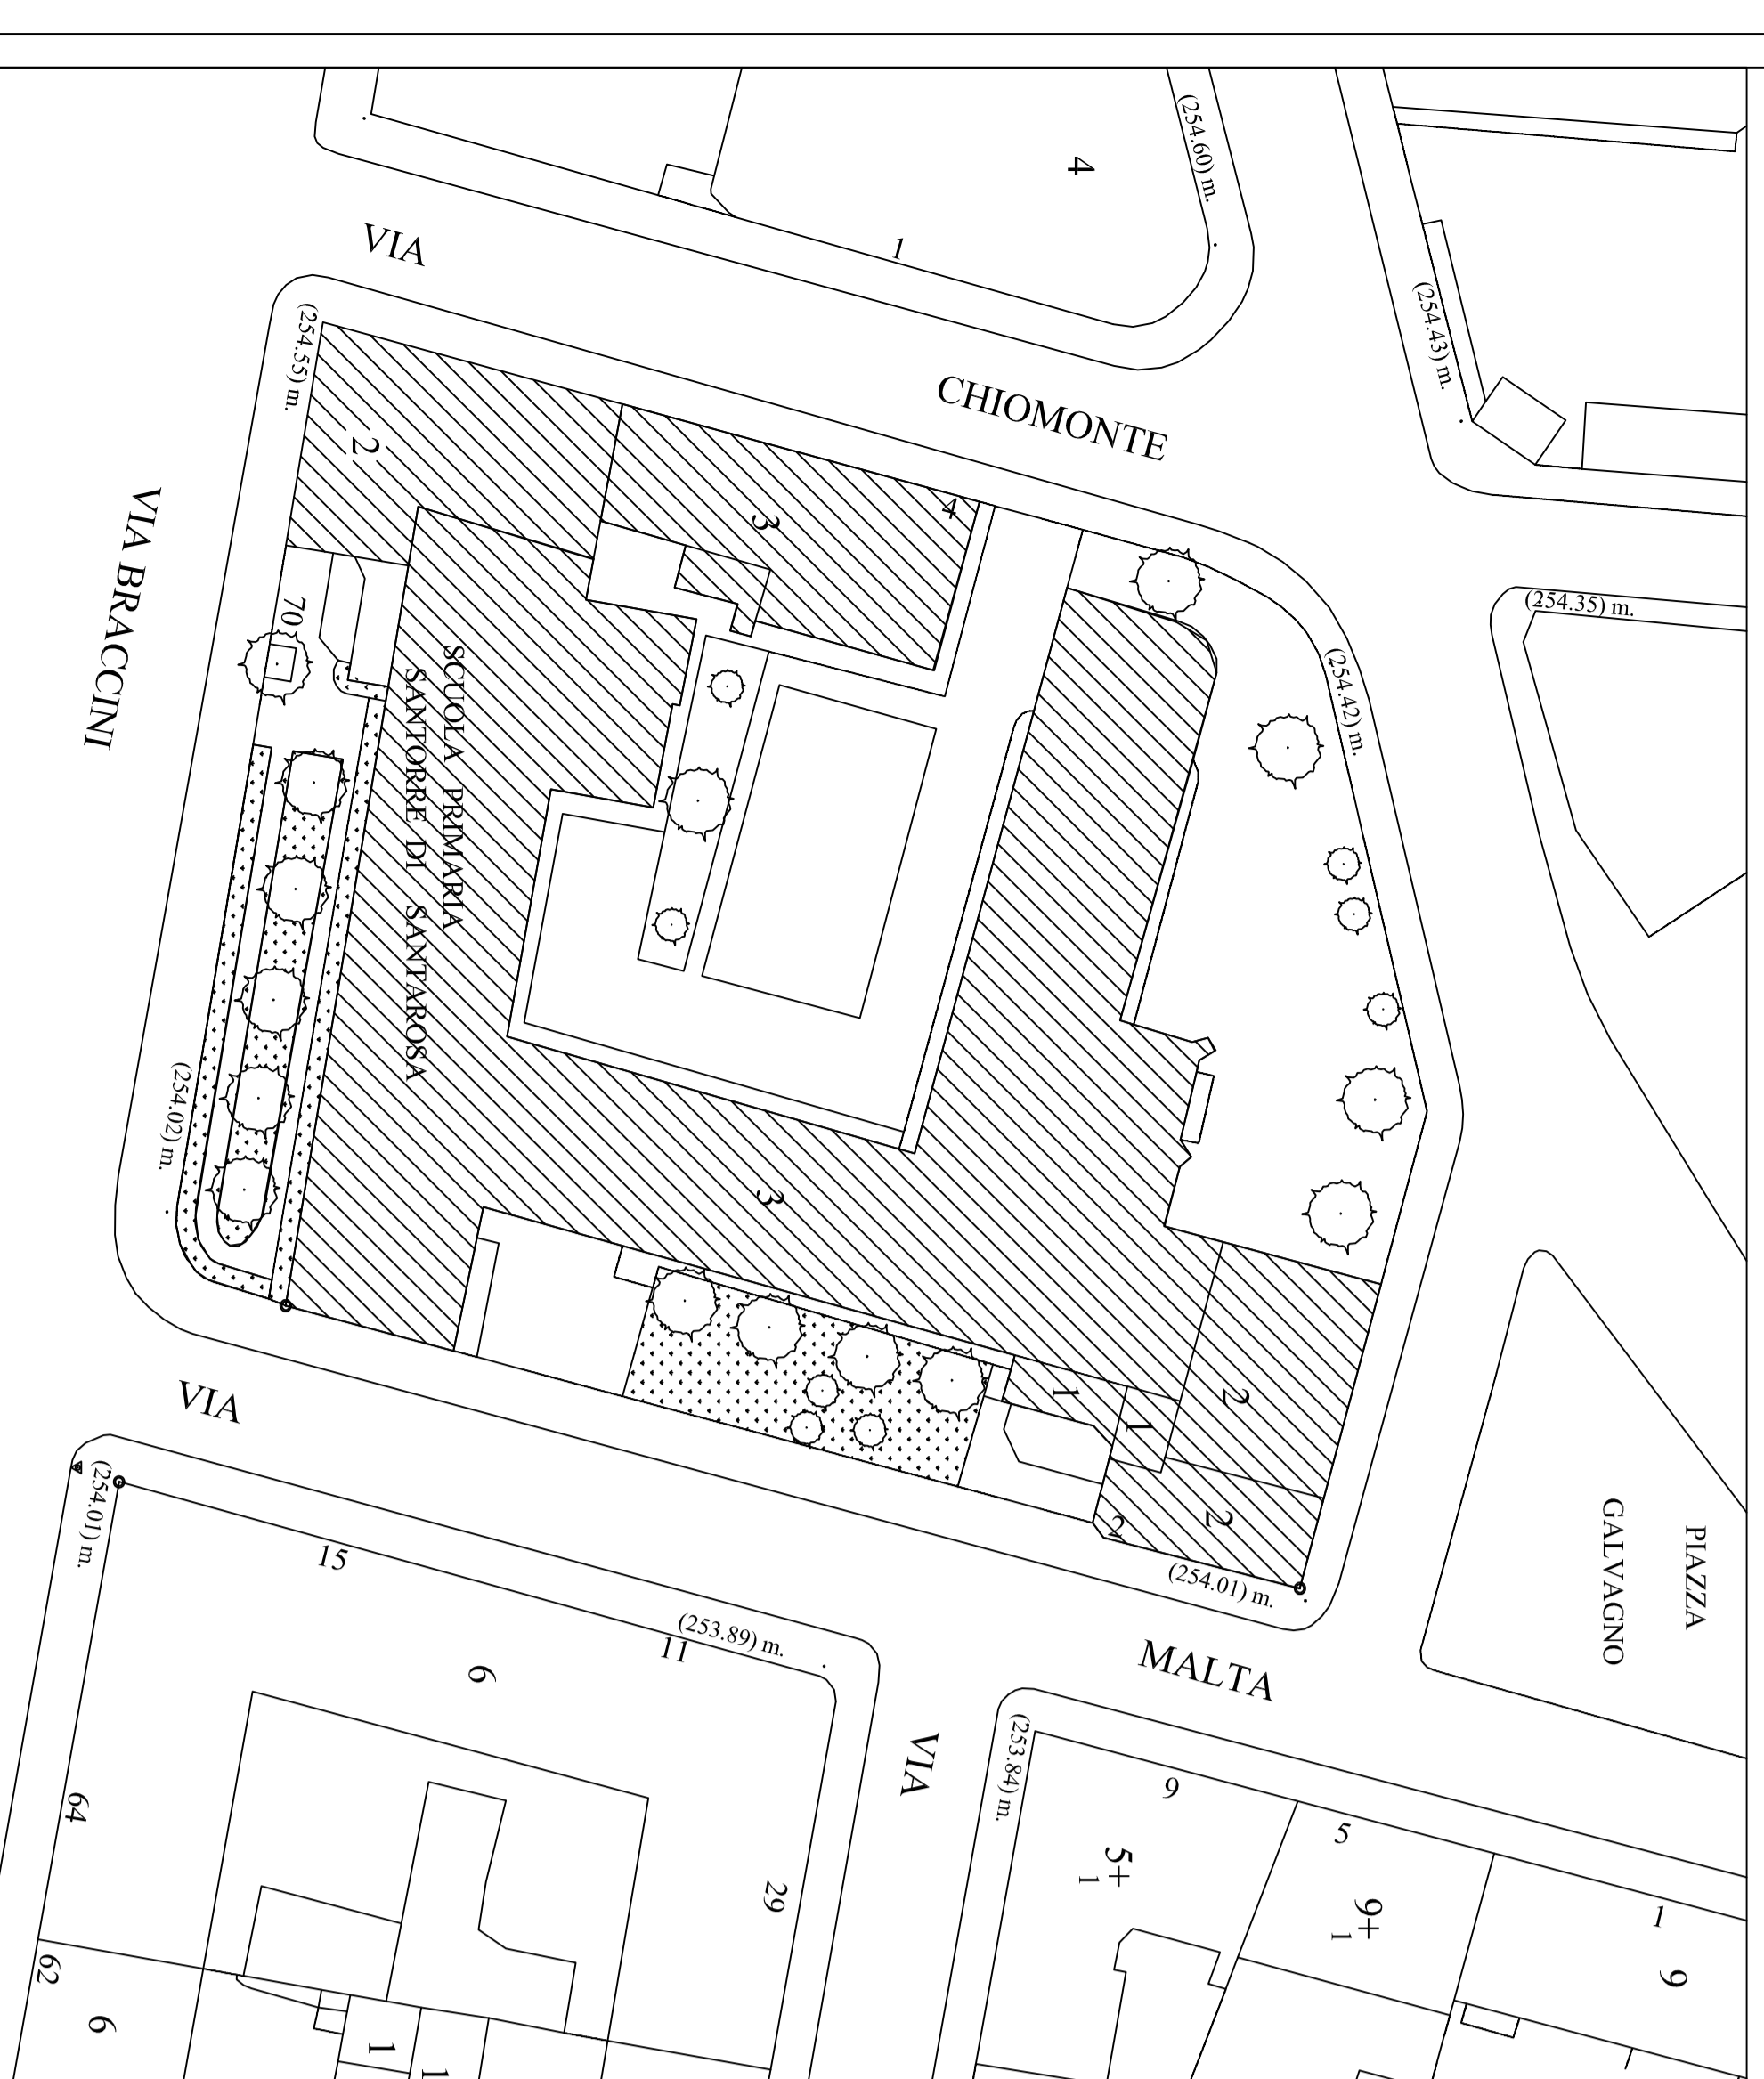 (254.60) m.
4
1
VIA
CHIOMONTE
(254.43) m.
(254.55) m.
2
3
4
VIA BRACCINI
70
SCUOLA PRIMARIA
SANTORRE DI SANTAROSA
(254.42) m.
(254.35) m.
(254.02) m.
3
1
1
2
2
2
(254.01) m.
VIA
MALTA
PIAZZA
GALVAGNO
(254.01) m.
15
(253.89) m.
11
6
64
29
62
6
1
1
VIA
(253.84) m.
9
5+
1
5
9+
1
1
9